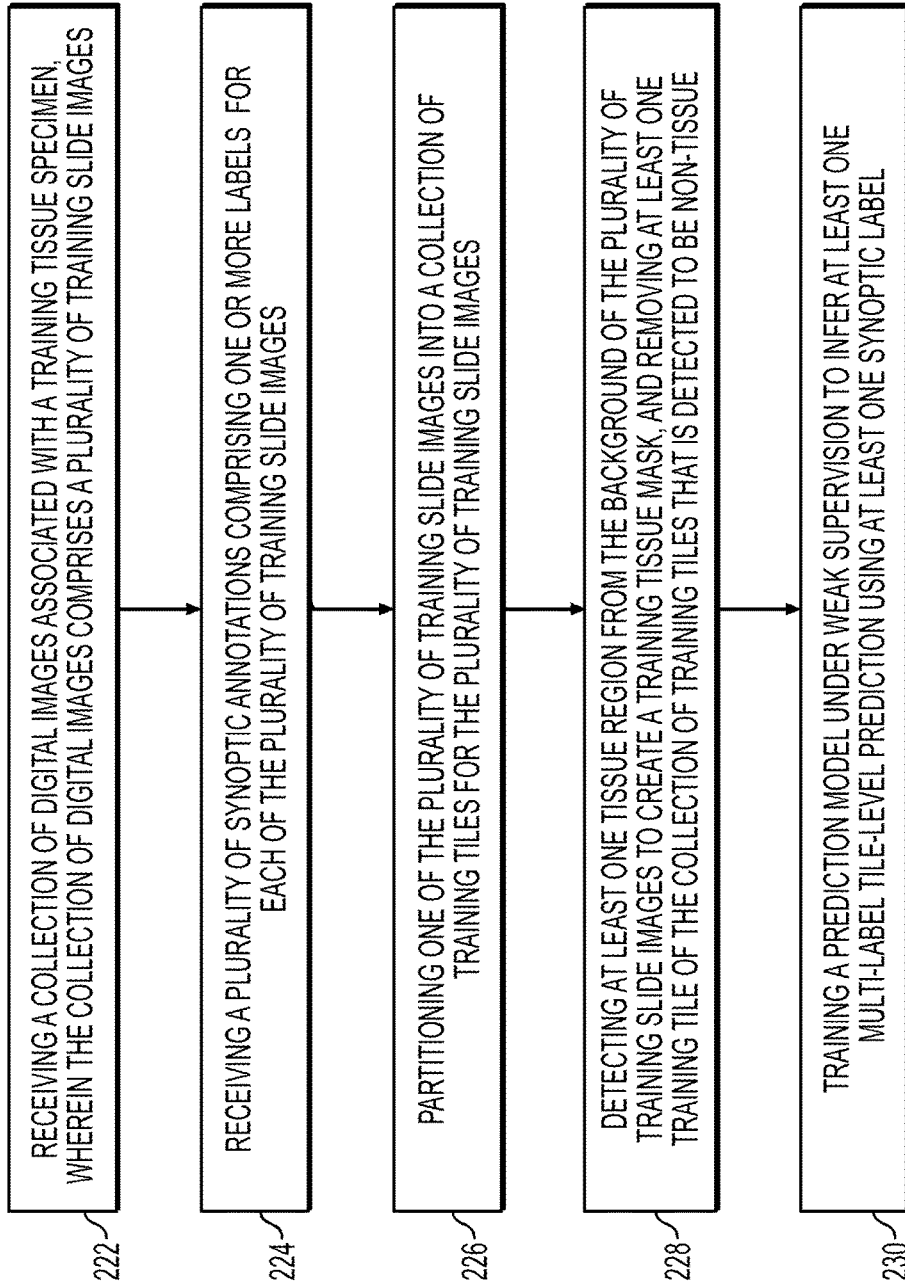 RECEIVING A COLLECTION OF DIGITAL IMAGES ASSOCIATED WITH A TRAINING TISSUE SPECIMEN,
WHEREIN THE COLLECTION OF DIGITAL IMAGES COMPRISES A PLURALITY OF TRAINING SLIDE IMAGES
222
RECEIVING A PLURALITY OF SYNOPTIC ANNOTATIONS COMPRISING ONE OR MORE LABELS FOR
EACH OF THE PLURALITY OF TRAINING SLIDE IMAGES
224
PARTITIONING ONE OF THE PLURALITY OF TRAINING SLIDE IMAGES INTO A COLLECTION OF
TRAINING TILES FOR THE PLURALITY OF TRAINING SLIDE IMAGES
226
DETECTING AT LEAST ONE TISSUE REGION FROM THE BACKGROUND OF THE PLURALITY OF
TRAINING SLIDE IMAGES TO CREATE A TRAINING TISSUE MASK, AND REMOVING AT LEAST ONE
TRAINING TILE OF THE COLLECTION OF TRAINING TILES THAT IS DETECTED TO BE NON-TISSUE
228
TRAINING A PREDICTION MODEL UNDER WEAK SUPERVISION TO INFER AT LEAST ONE
MULTI-LABEL TILE-LEVEL PREDICTION USING AT LEAST ONE SYNOPTIC LABEL
230